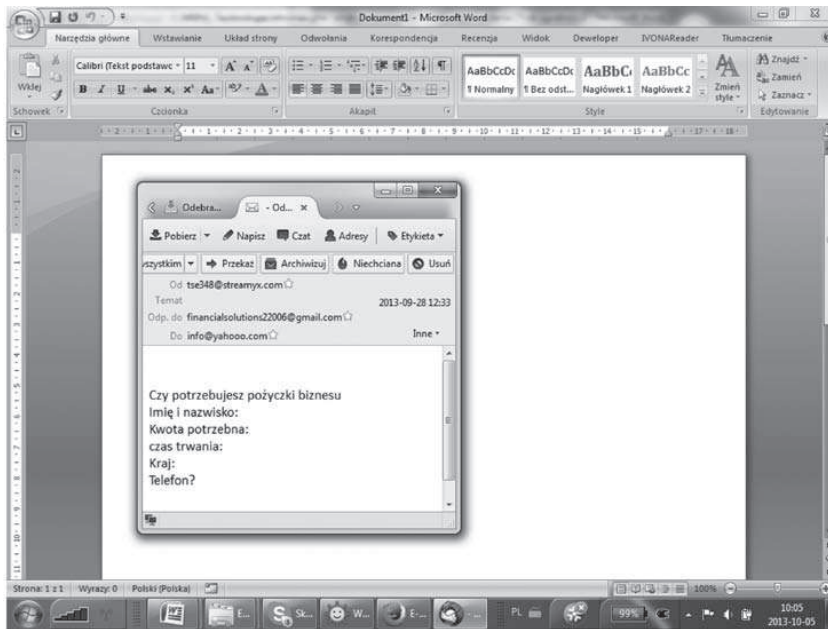 Dokument1 - Microsoft Word
Narzędzia główne Wstawianie Układ strony Odwołania Korespondencja Recenzja Widok Deweloper IVONAReader Tłumaczenie
Wklej
Calibri (Tekst podstawc 11
AaBbCcDc AaBbCcDc AaBbC AaBbCc
¶ Normalny ¶ Bez odst... Nagłówek 1 Nagłówek 2
Zmień style
Znajdź
Zamień
Zaznacz
Schowek Czcionka Akapit Style Edytowanie
Odebra... - Od...
Pobierz Napisz Czat Adresy Etykieta
wszystkim Przekaż Archiwizuj Niechciana Usuń
Od tse348@streamyx.com
Temat 2013-09-28 12:33
Odp. do financialsolutions22006@gmail.com
Do info@yahooo.com Inne
Czy potrzebujesz pożyczki biznesu
Imię i nazwisko:
Kwota potrzebna:
czas trwania:
Kraj:
Telefon?
Strona: 1 z 1 Wyrazy: 0 Polski (Polska) 100%
E... Sk... W... E-... PL 99% 10:05
2013-10-05